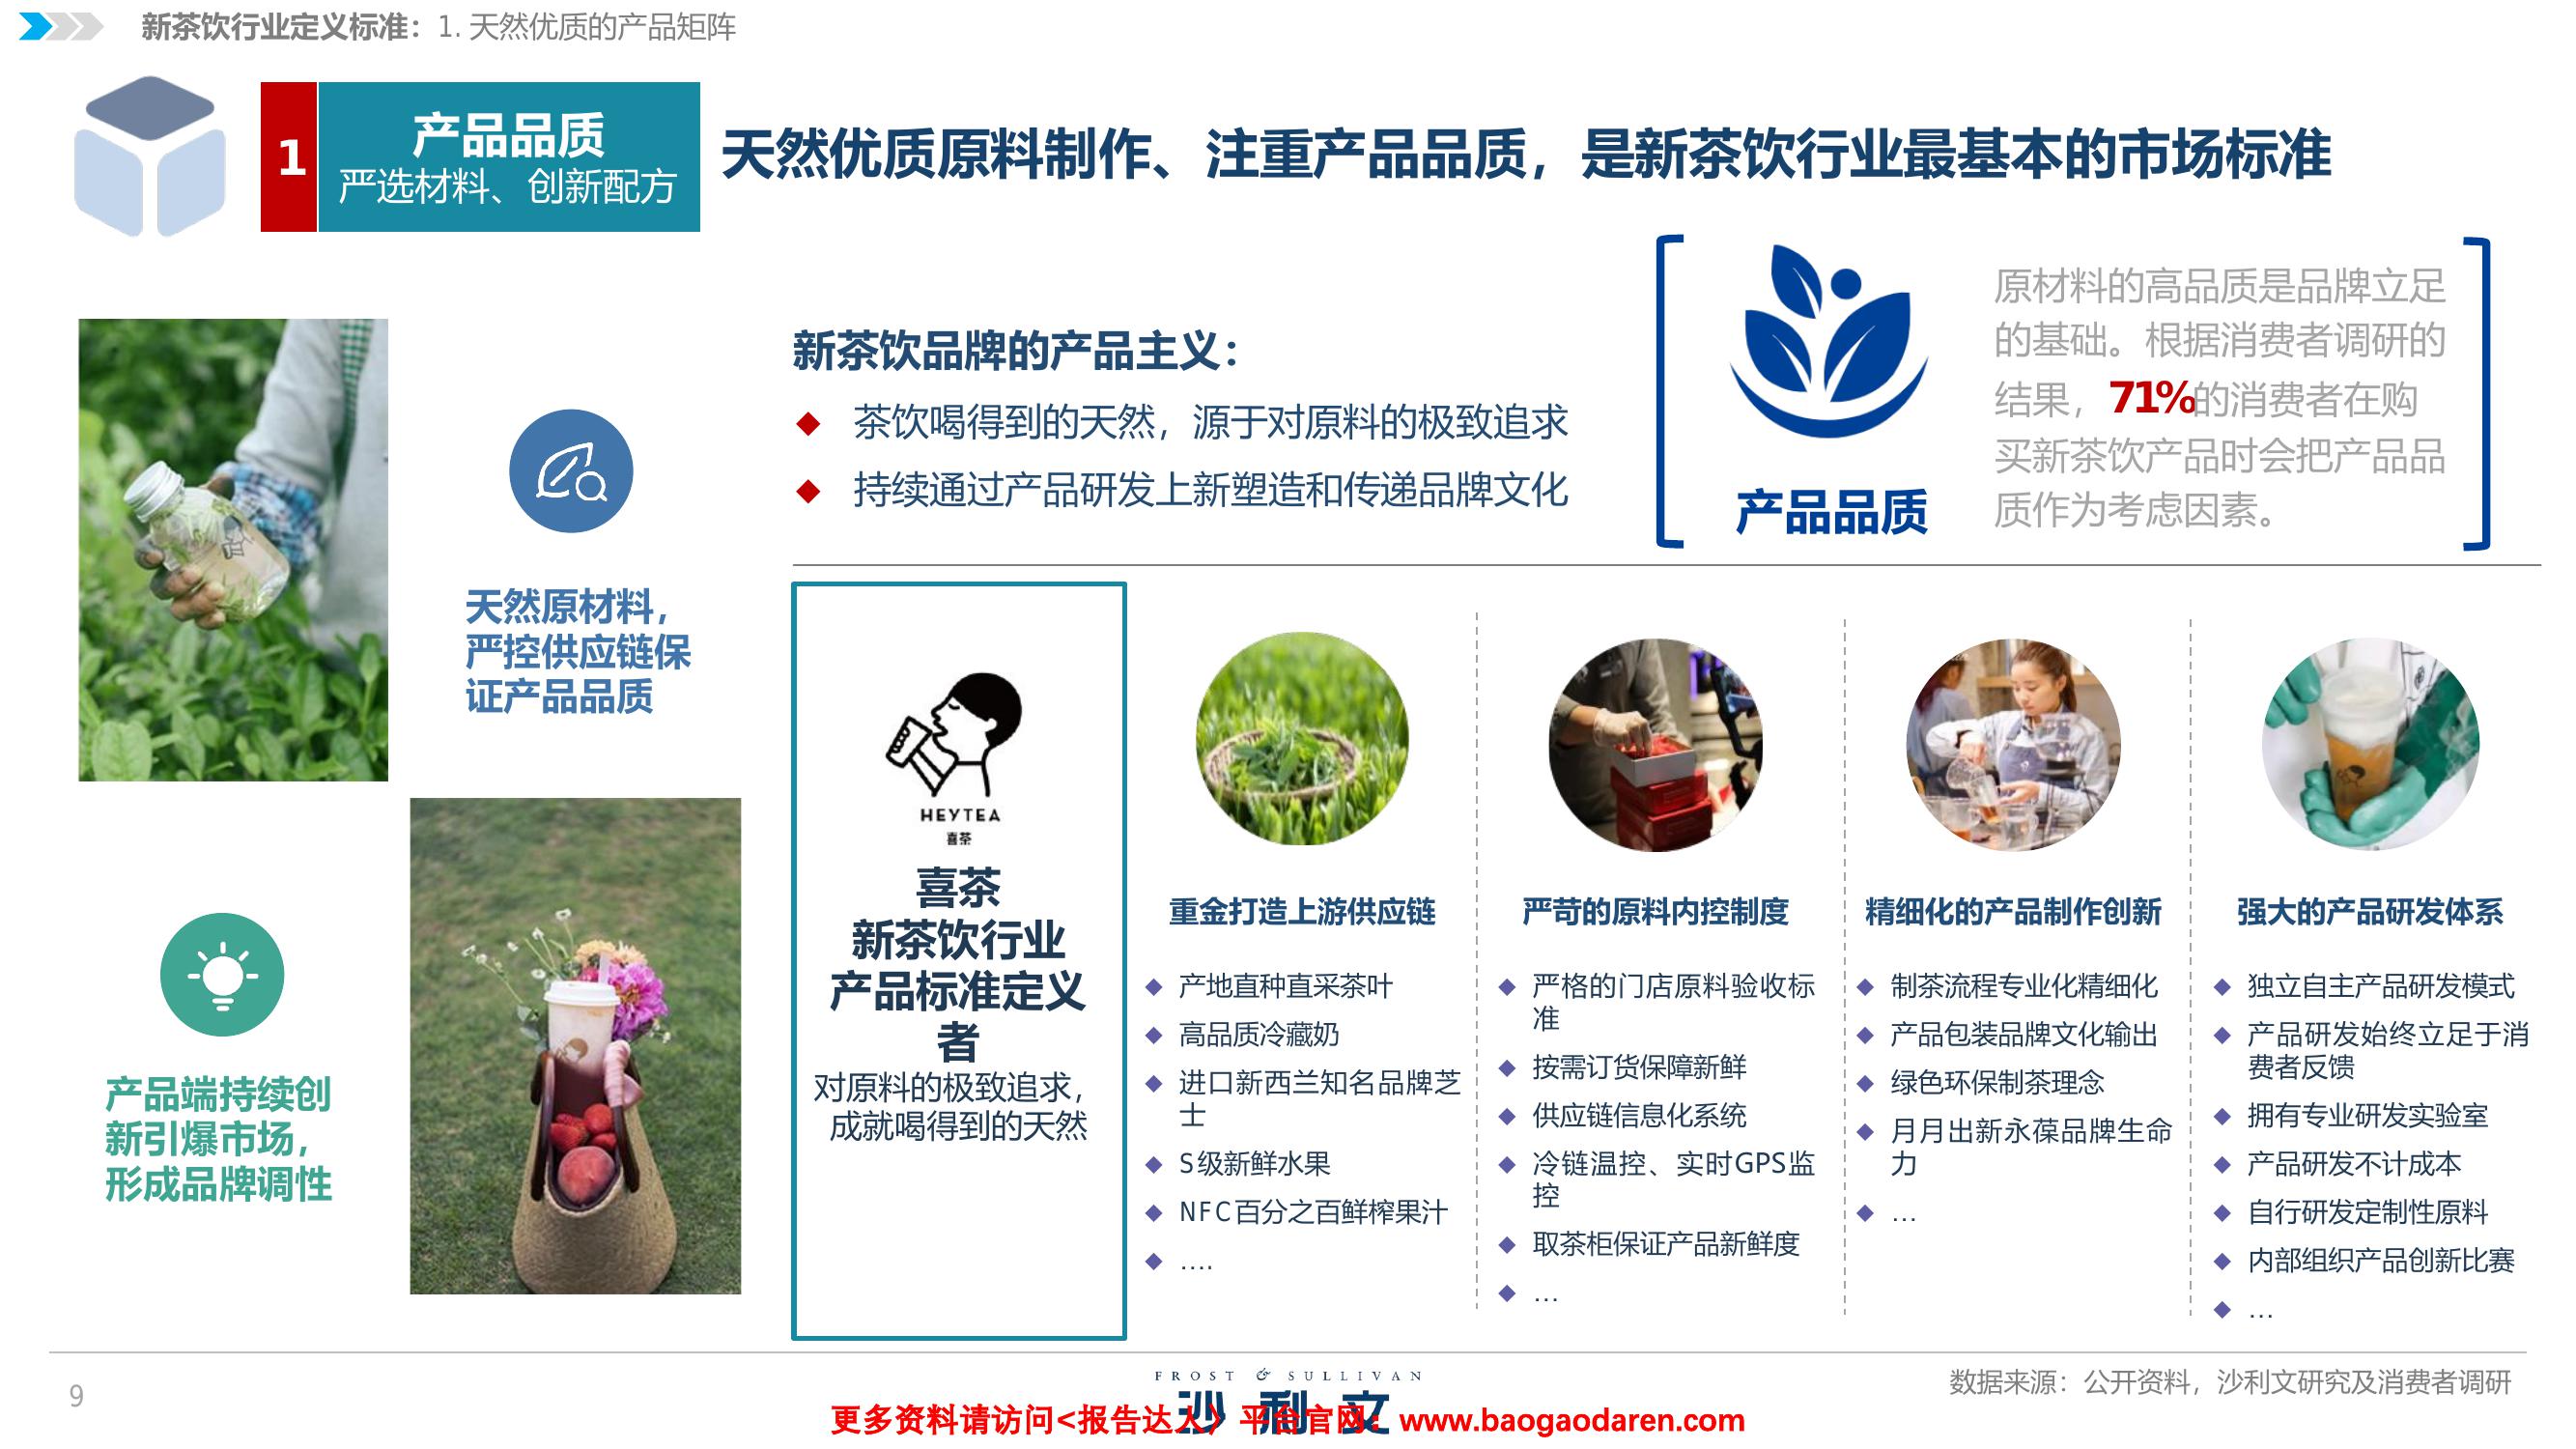 新茶饮行业定义标准：1. 天然优质的产品矩阵
1
产品品质
严选材料、创新配方
天然优质原料制作、注重产品品质，是新茶饮行业最基本的市场标准
新茶饮品牌的产品主义：
◆ 茶饮喝得到的天然，源于对原料的极致追求
◆ 持续通过产品研发上新塑造和传递品牌文化
产品品质
原材料的高品质是品牌立足
的基础。根据消费者调研的
结果，71%的消费者在购
买新茶饮产品时会把产品品
质作为考虑因素。
天然原材料，
严控供应链保
证产品品质
产品端持续创
新引爆市场，
形成品牌调性
HEYTEA
喜茶
喜茶
新茶饮行业
产品标准定义
者
对原料的极致追求，
成就喝得到的天然
重金打造上游供应链
◆ 产地直种直采茶叶
◆ 高品质冷藏奶
◆ 进口新西兰知名品牌芝
士
◆ S级新鲜水果
◆ NFC百分之百鲜榨果汁
◆ ….
严苛的原料内控制度
◆ 严格的门店原料验收标
准
◆ 按需订货保障新鲜
◆ 供应链信息化系统
◆ 冷链温控、实时GPS监
控
◆ 取茶柜保证产品新鲜度
◆ …
精细化的产品制作创新
◆ 制茶流程专业化精细化
◆ 产品包装品牌文化输出
◆ 绿色环保制茶理念
◆ 月月出新永葆品牌生命
力
◆ …
强大的产品研发体系
◆ 独立自主产品研发模式
◆ 产品研发始终立足于消
费者反馈
◆ 拥有专业研发实验室
◆ 产品研发不计成本
◆ 自行研发定制性原料
◆ 内部组织产品创新比赛
◆ …
9
FROST & SULLIVAN
沙利文
更多资料请访问<报告达人>平台官网：www.baogaodaren.com
数据来源：公开资料，沙利文研究及消费者调研